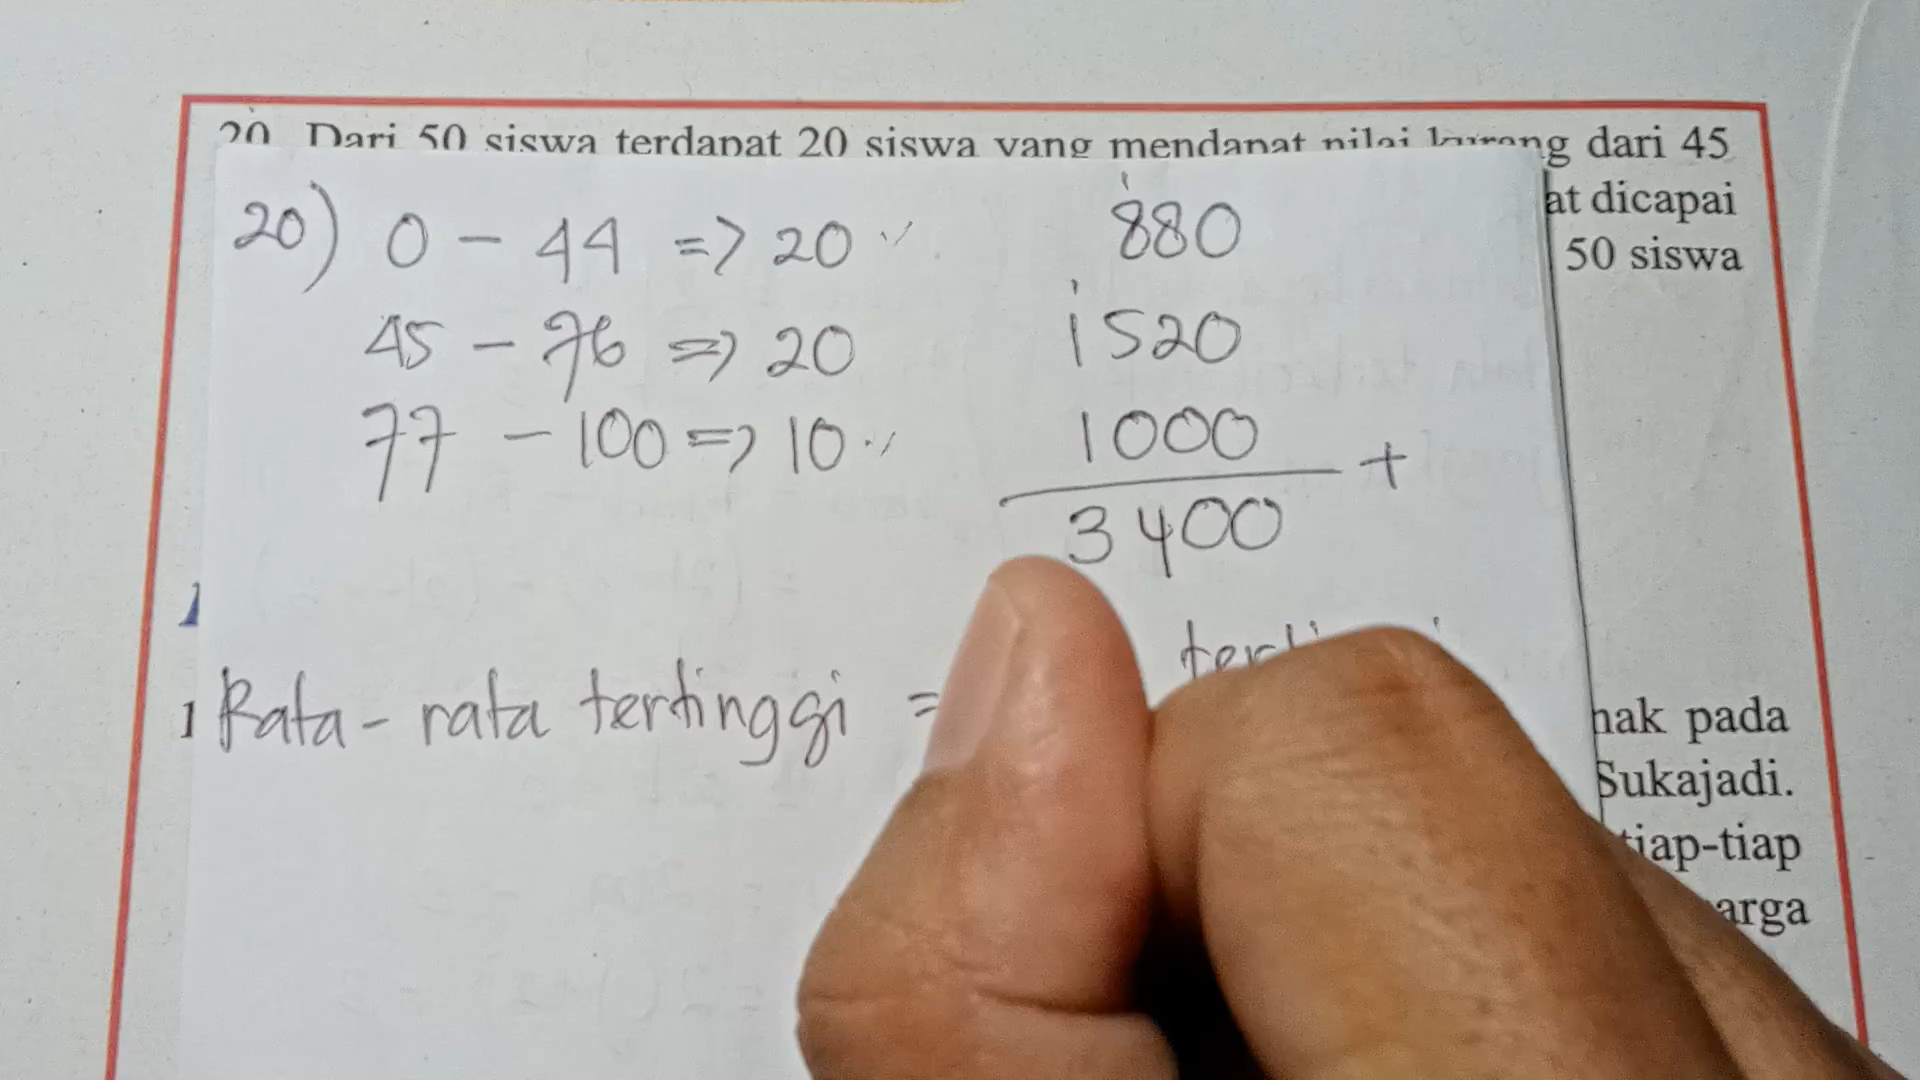 20. Dari 50 siswa terdapat 20 siswa yang mendapat nilai kurang dari 45
at dicapai
50 siswa
20) 0 - 44 => 20
45 - 76 => 20
77 - 100 => 10
880
1520
1000 +
3400
Rata-rata tertinggi =
1
nak pada
Sukajadi.
tiap-tiap
arga